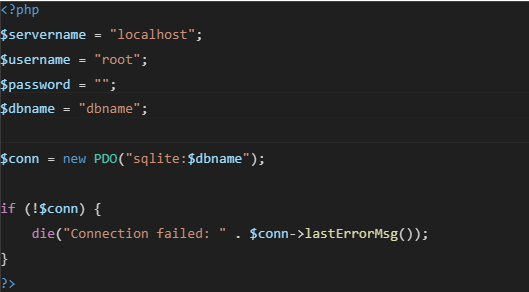 <?php
$servername = "localhost";
$username = "root";
$password = "";
$dbname = "dbname";
$conn = new PDO("sqlite:$dbname");
if (!$conn) {
die("Connection failed: " . $conn->lastErrorMsg());
}
?>